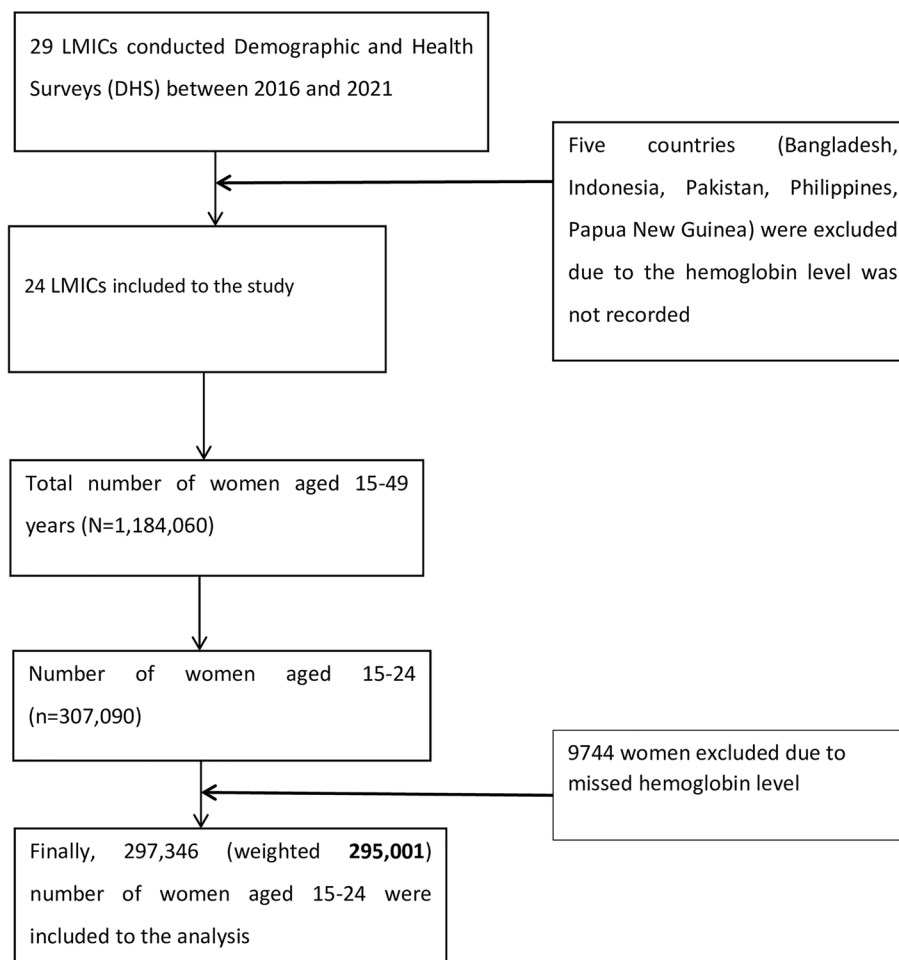 29 LMICs conducted Demographic and Health
Surveys (DHS) between 2016 and 2021
Five countries (Bangladesh,
Indonesia, Pakistan, Philippines,
Papua New Guinea) were excluded
due to the hemoglobin level was
not recorded
24 LMICs included to the study
Total number of women aged 15-49
years (N=1,184,060)
Number of women aged 15-24
(n=307,090)
9744 women excluded due to
missed hemoglobin level
Finally, 297,346 (weighted 295,001)
number of women aged 15-24 were
included to the analysis